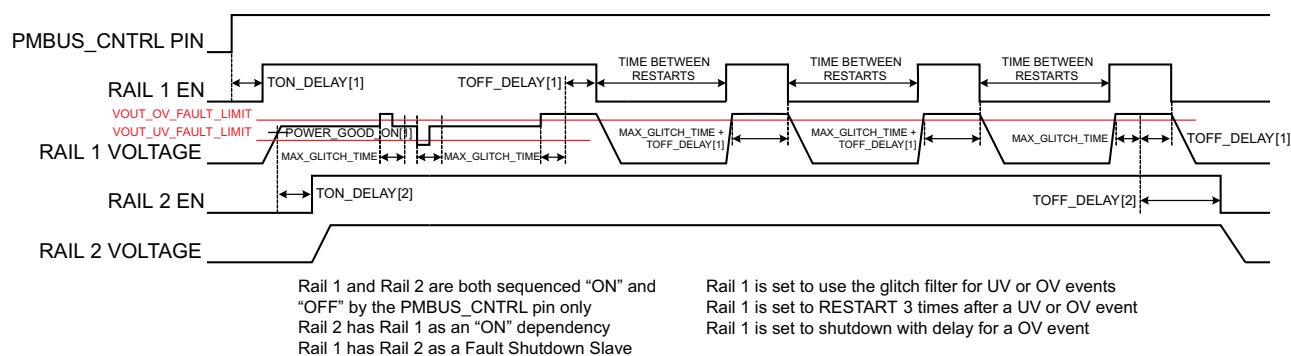 PMBUS_CNTRL PIN
TON_DELAY[1]
TOFF_DELAY[1]
TIME BETWEEN
RESTARTS
TIME BETWEEN
RESTARTS
TIME BETWEEN
RESTARTS
RAIL 1 EN
VOUT_OV_FAULT_LIMIT
VOUT_UV_FAULT_LIMIT
POWER_GOOD_ON[1]
RAIL 1 VOLTAGE
MAX_GLITCH_TIME
MAX_GLITCH_TIME
MAX_GLITCH_TIME +
TOFF_DELAY[1]
MAX_GLITCH_TIME +
TOFF_DELAY[1]
MAX_GLITCH_TIME
TOFF_DELAY[1]
TON_DELAY[2]
RAIL 2 EN
TOFF_DELAY[2]
RAIL 2 VOLTAGE
Rail 1 and Rail 2 are both sequenced “ON” and
“OFF” by the PMBUS_CNTRL pin only
Rail 2 has Rail 1 as an “ON” dependency
Rail 1 has Rail 2 as a Fault Shutdown Slave
Rail 1 is set to use the glitch filter for UV or OV events
Rail 1 is set to RESTART 3 times after a UV or OV event
Rail 1 is set to shutdown with delay for a OV event